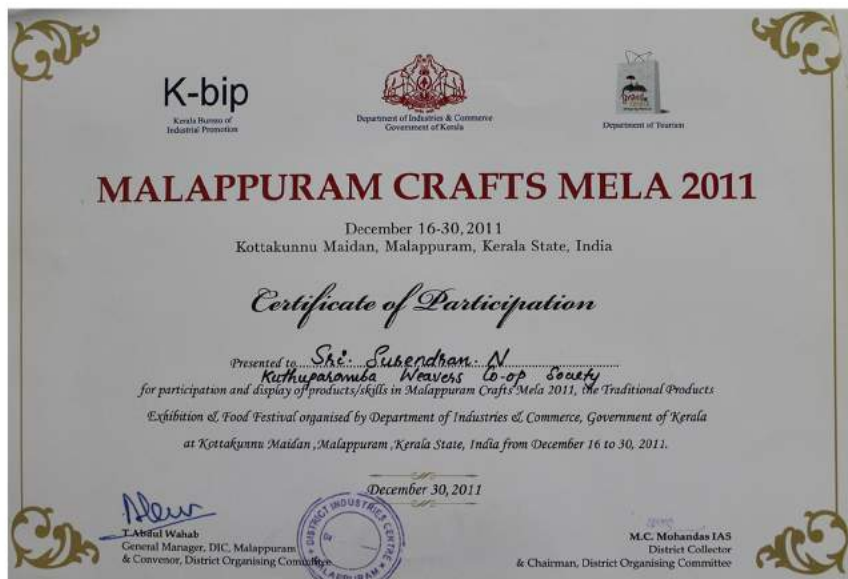 K-bip
Kerala Bureau of
Industrial Promotion
Department of Industries & Commerce
Government of Kerala
Department of Tourism
MALAPPURAM CRAFTS MELA 2011
December 16-30, 2011
Kottakunnu Maidan, Malappuram, Kerala State, India
Certificate of Participation
Presented to Sri. Surendran. N
Kuthuparamba Weavers Co-op Society
for participation and display of products/skills in Malappuram Crafts Mela 2011, the Traditional Products
Exhibition & Food Festival organised by Department of Industries & Commerce, Government of Kerala
at Kottakunnu Maidan ,Malappuram ,Kerala State, India from December 16 to 30, 2011.
December 30, 2011
T.Abdul Wahab
General Manager, DIC, Malappuram
& Convenor, District Organising Committee
DISTRICT INDUSTRIES CENTRE
MALAPPURAM
M.C. Mohandas IAS
District Collector
& Chairman, District Organising Committee